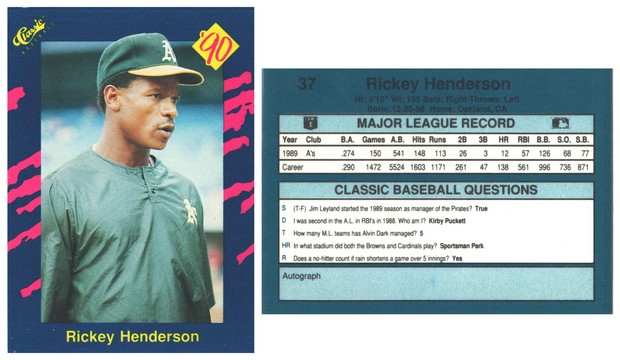 Classic
BASEBALL
'90
A's
A's
Rickey Henderson
37 Rickey Henderson
Ht: 5'10" Wt: 195 Bats: Right Throws: Left
Born: 12-25-58 Home: Oakland, CA
MAJOR LEAGUE RECORD
Year Club B.A. Games A.B. Hits Runs 2B 3B HR RBI B.B. S.O. S.B.
1989 A's .274 150 541 148 113 26 3 12 57 126 68 77
Career .290 1472 5524 1603 1171 261 47 138 561 996 736 871
CLASSIC BASEBALL QUESTIONS
S (T-F) Jim Leyland started the 1989 season as manager of the Pirates? True
D I was second in the A.L. in RBI's in 1988. Who am I? Kirby Puckett
T How many M.L. teams has Alvin Dark managed? 5
HR In what stadium did both the Browns and Cardinals play? Sportsman Park
R Does a no-hitter count if rain shortens a game over 5 innings? Yes
Autograph